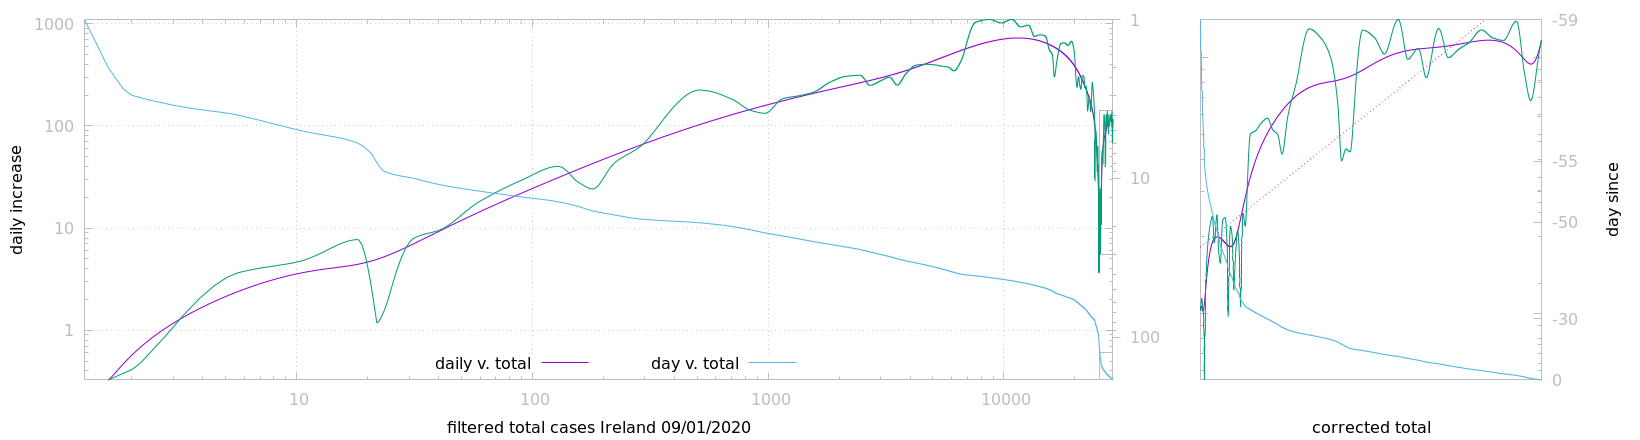 1000
100
10
1
daily increase
10
100
1000
10000
filtered total cases Ireland 09/01/2020
daily v. total
day v. total
1
10
100
-59
-55
-50
-30
0
day since
corrected total